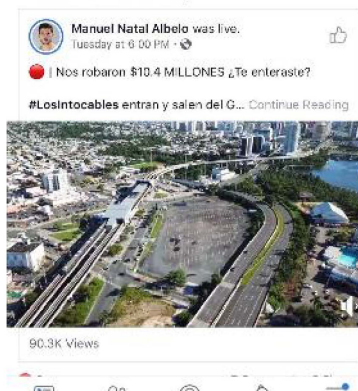 Manuel Natal Albelo was live.
Tuesday at 6:00 PM
| Nos robaron $10.4 MILLONES ¿Te enteraste?
#LosIntocables entran y salen del G... Continue Reading
90.3K Views